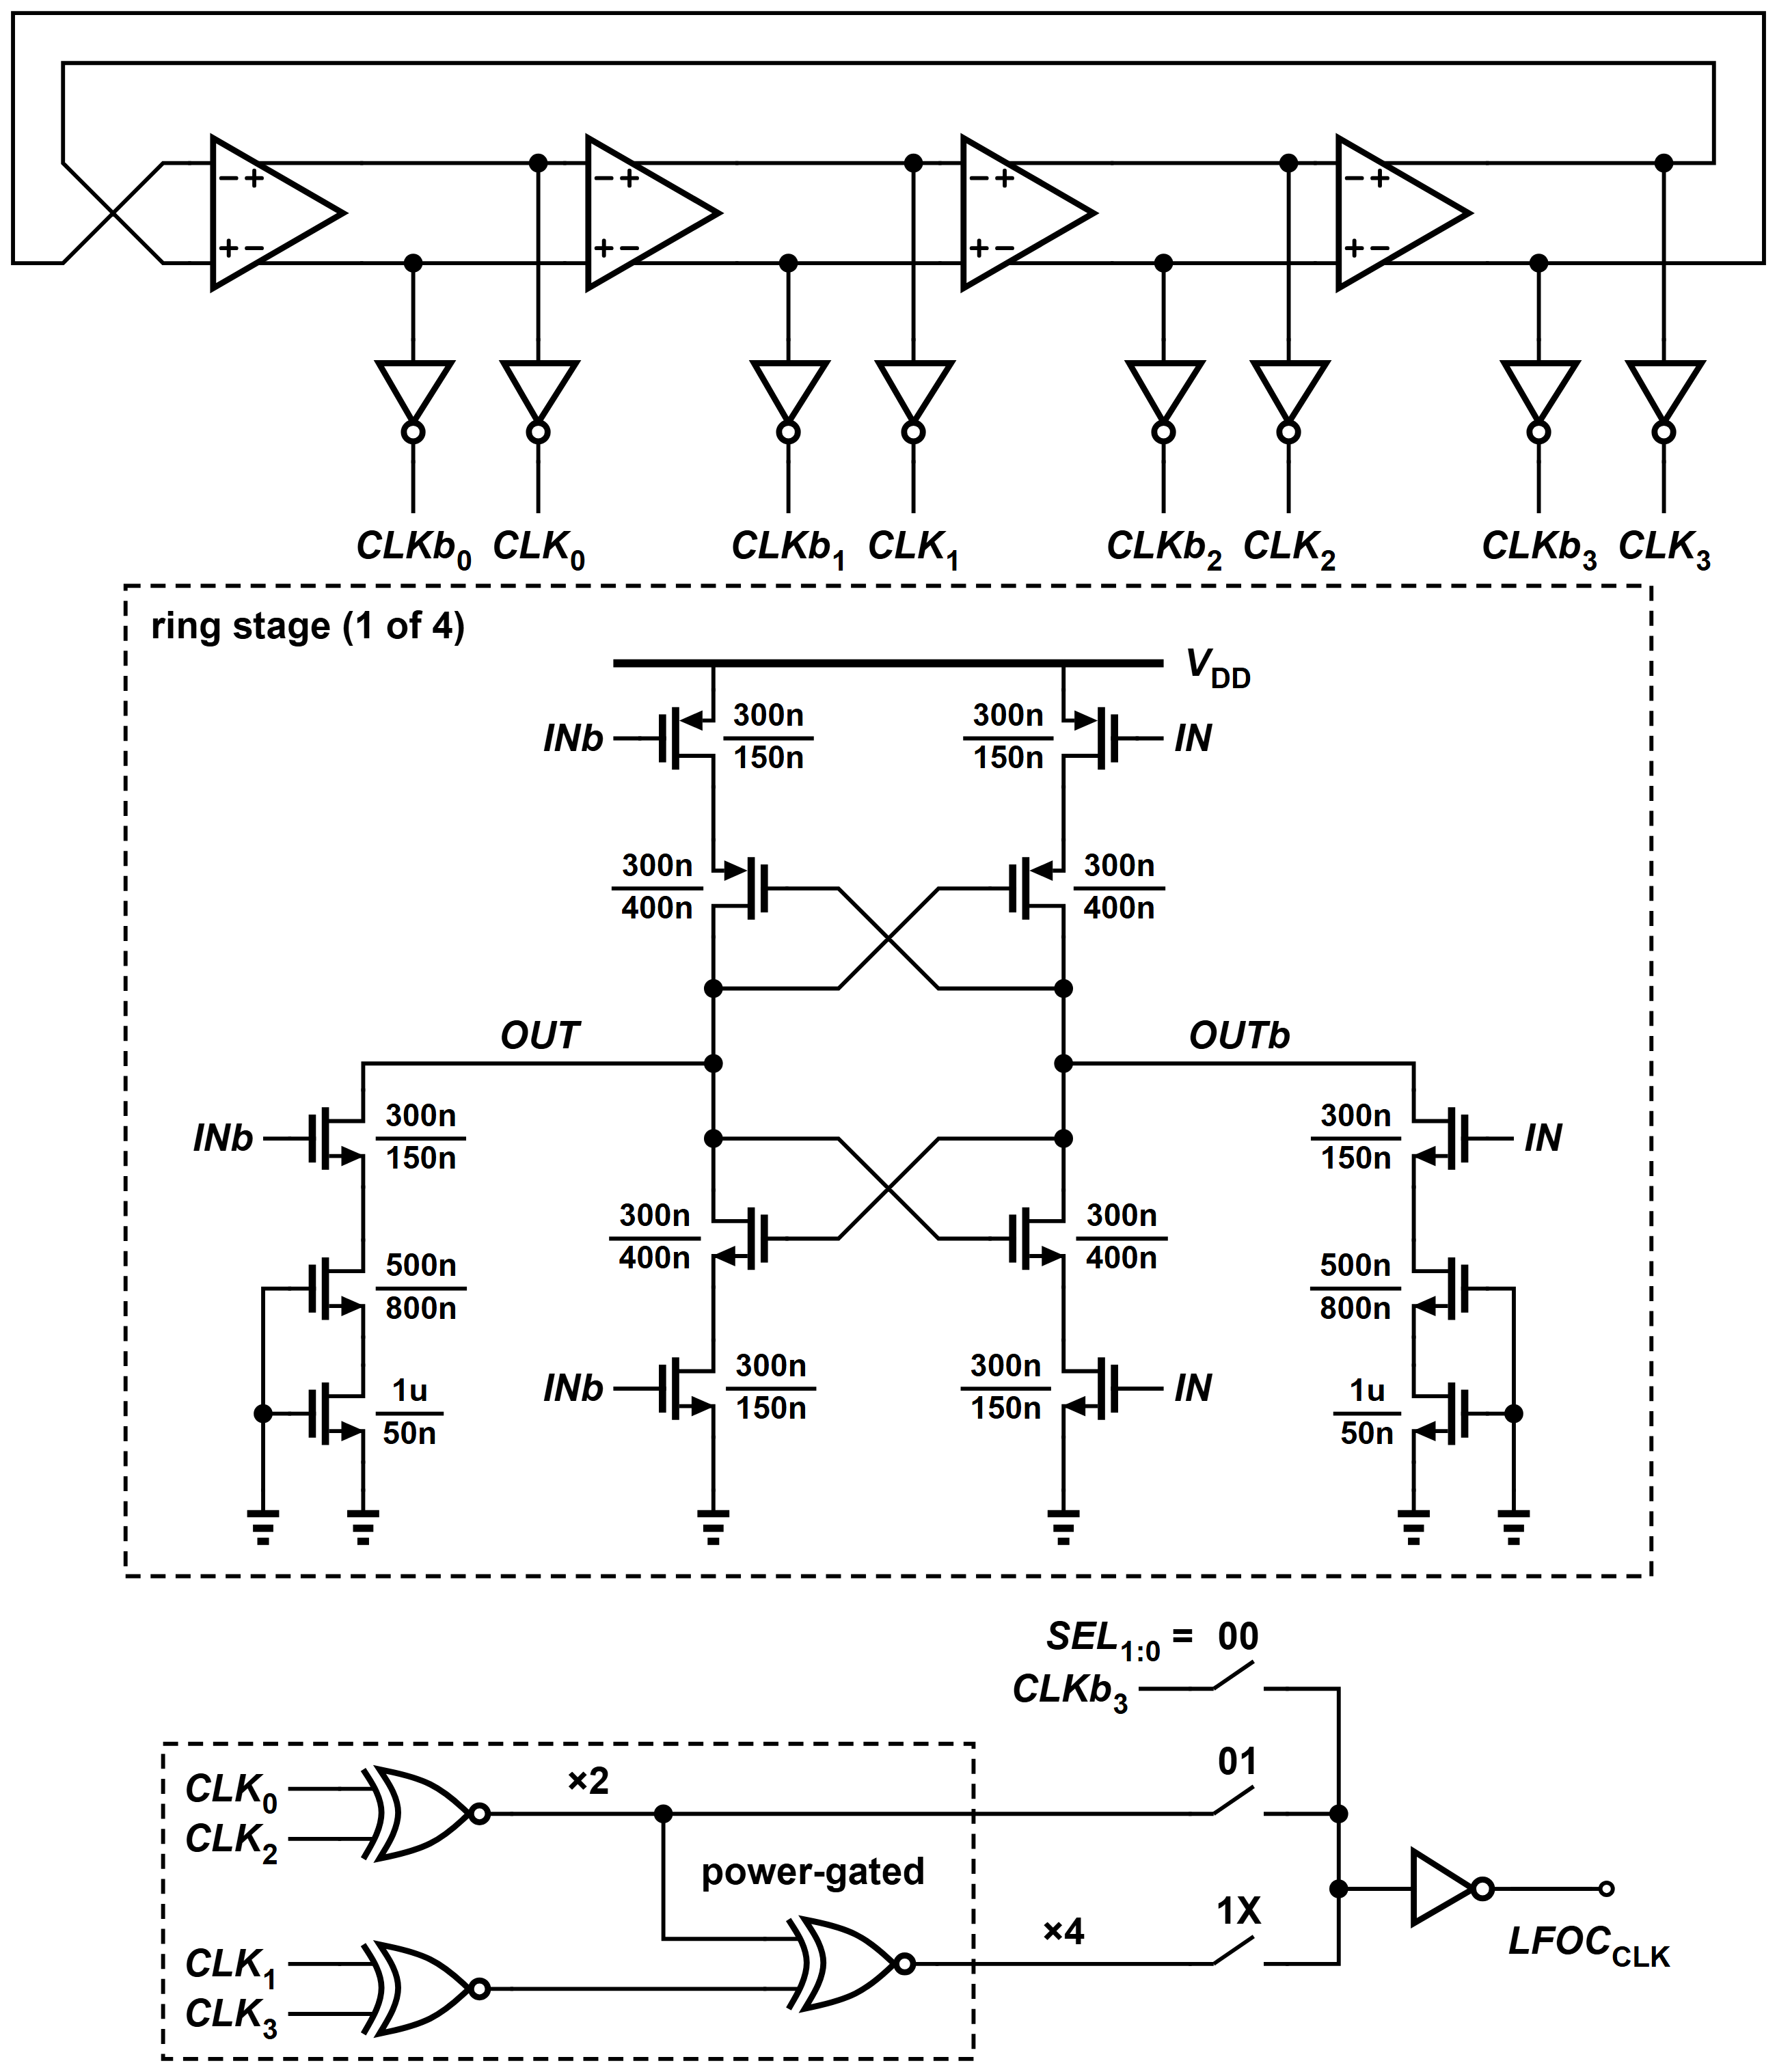 − + − + − + − +
+ − + − + − + −
CLKb0 CLK0 CLKb1 CLK1 CLKb2 CLK2 CLKb3 CLK3
ring stage (1 of 4)
VDD
INb 300n/150n 300n/150n IN
300n/400n 300n/400n
OUT OUTb
INb 300n/150n 300n/150n IN
300n/400n 300n/400n
500n/800n 500n/800n
INb 300n/150n 300n/150n IN
1u/50n 1u/50n
SEL1:0 = 00
CLKb3
01
CLK0 ×2
CLK2
power-gated
1X
×4
CLK1
LFOCCLK
CLK3